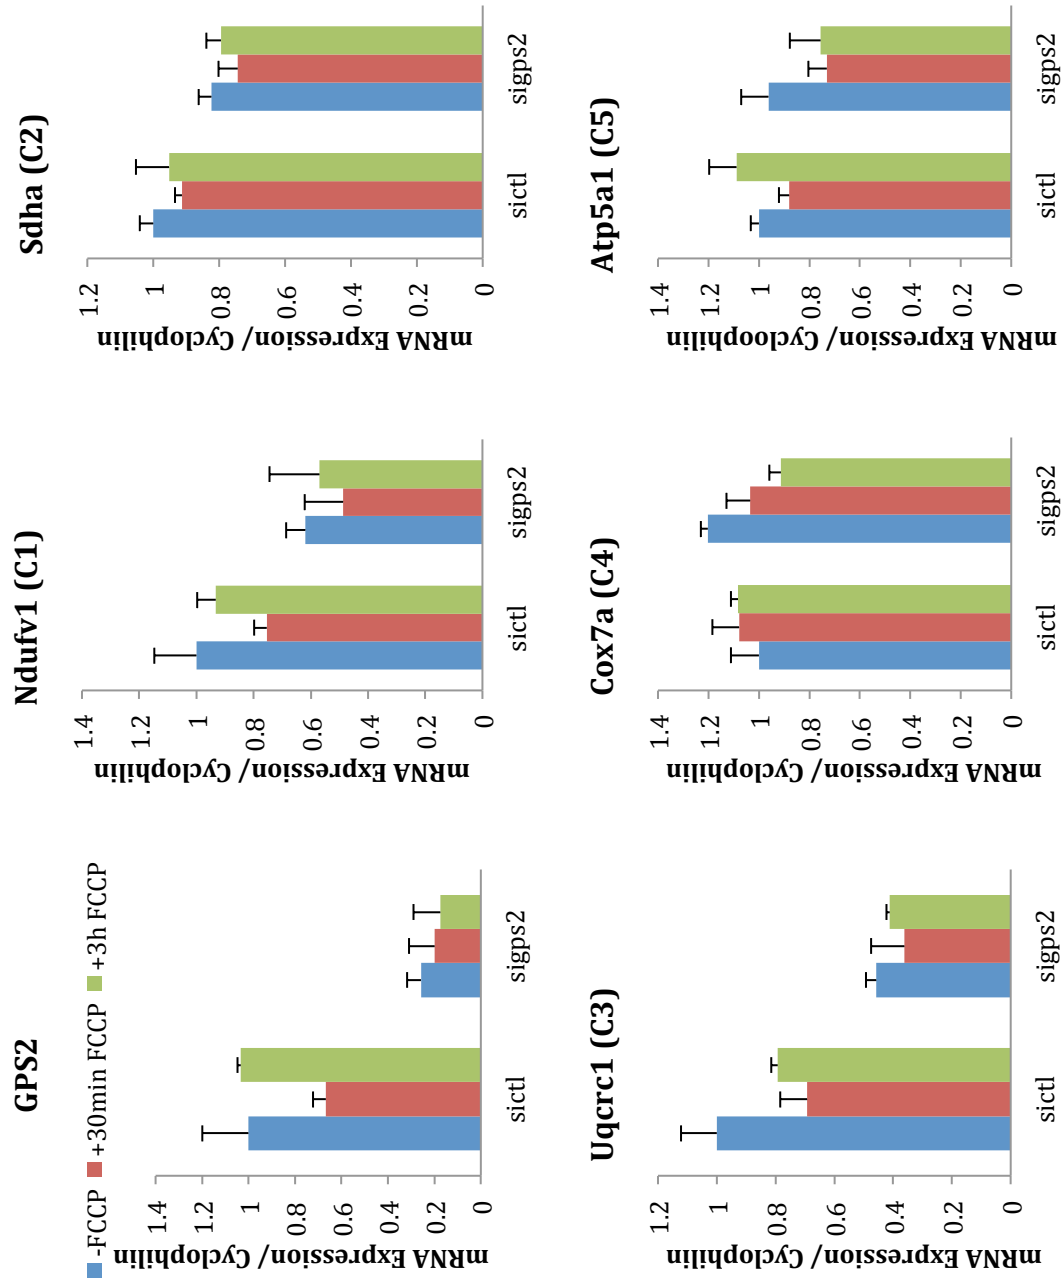 GPS2
-FCCP +30min FCCP +3h FCCP
mRNA Expression/Cyclophilin
1.4
1.2
1
0.8
0.6
0.4
0.2
0
sictl sigps2
Ndufv1 (C1)
mRNA Expression/Cyclophilin
1.4
1.2
1
0.8
0.6
0.4
0.2
0
sictl sigps2
Sdha (C2)
mRNA Expression/Cyclophilin
1.2
1
0.8
0.6
0.4
0.2
0
sictl sigps2
Uqcrc1 (C3)
mRNA Expression/Cyclophilin
1.2
1
0.8
0.6
0.4
0.2
0
sictl sigps2
Cox7a (C4)
mRNA Expression/Cyclophilin
1.4
1.2
1
0.8
0.6
0.4
0.2
0
sictl sigps2
Atp5a1 (C5)
mRNA Expression/Cycloophilin
1.4
1.2
1
0.8
0.6
0.4
0.2
0
sictl sigps2